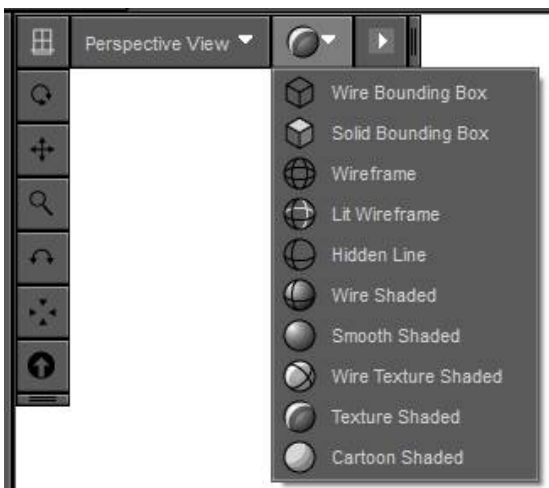 Perspective View
Wire Bounding Box
Solid Bounding Box
Wireframe
Lit Wireframe
Hidden Line
Wire Shaded
Smooth Shaded
Wire Texture Shaded
Texture Shaded
Cartoon Shaded